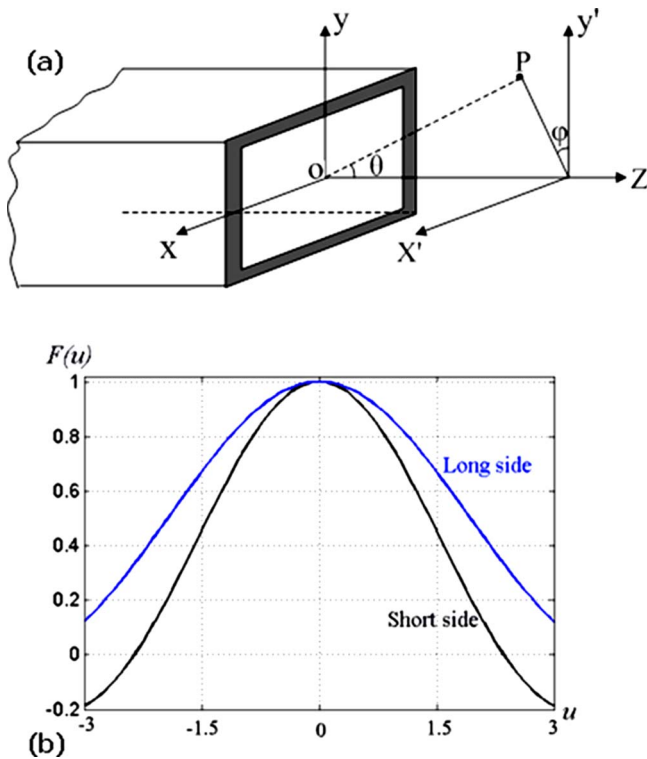 (a)
y
y'
P
φ
O
θ
Z
X
X'
F(u)
1
0.8
0.6
0.4
0.2
0
-0.2
Long side
Short side
-3
-1.5
0
1.5
3
u
(b)